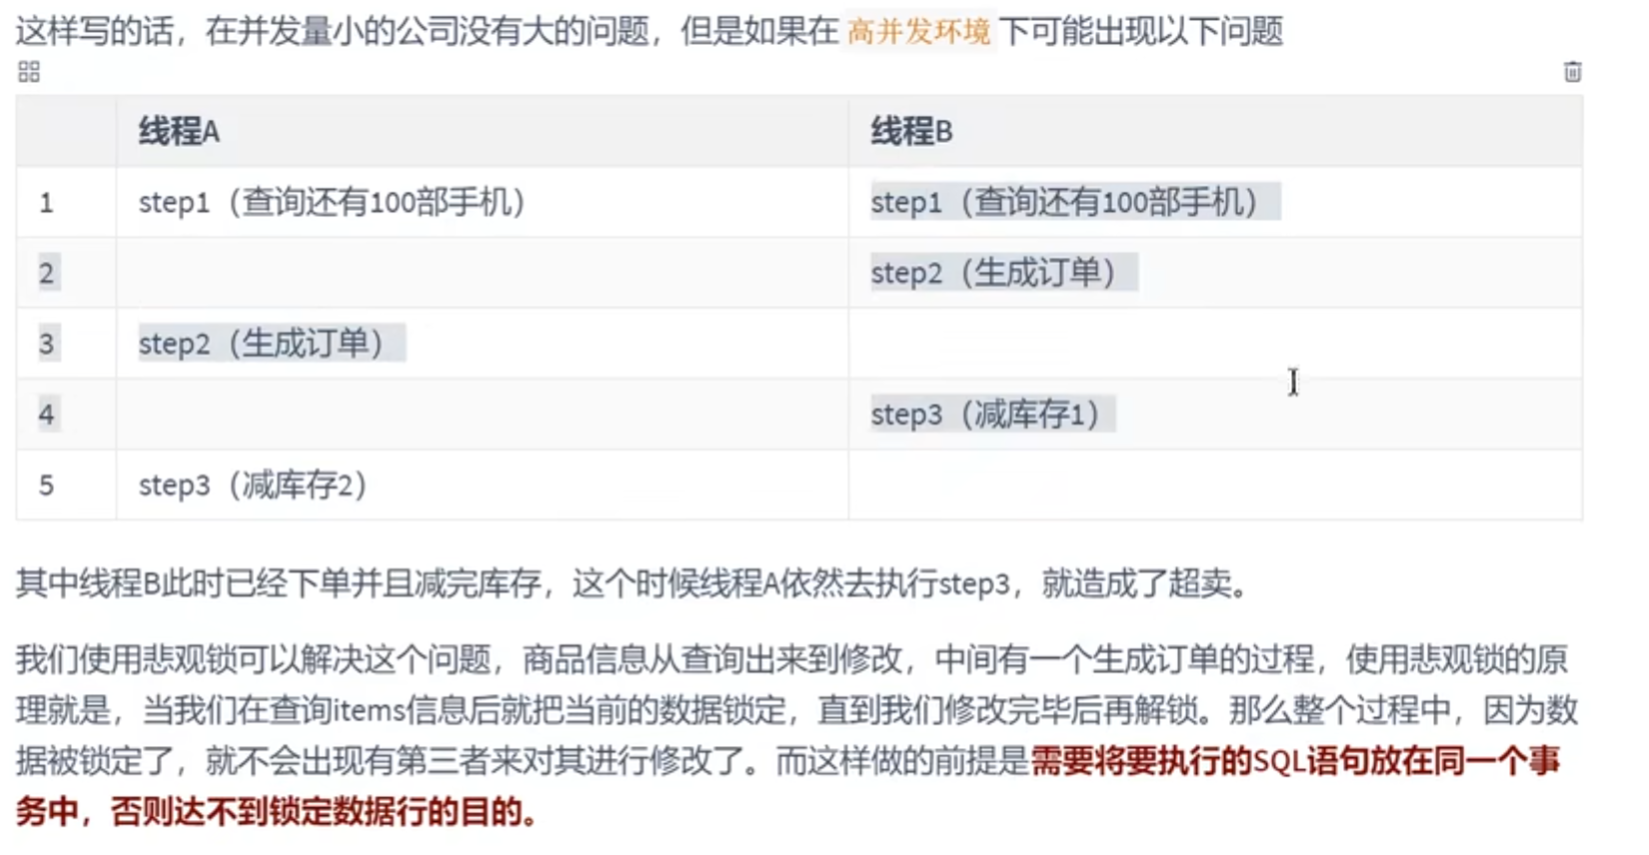 这样写的话，在并发量小的公司没有大的问题，但是如果在 高并发环境 下可能出现以下问题
线程A 线程B
1 step1（查询还有100部手机） step1（查询还有100部手机）
2 step2（生成订单）
3 step2（生成订单）
4 step3（减库存1）
5 step3（减库存2）
其中线程B此时已经下单并且减完库存，这个时候线程A依然去执行step3，就造成了超卖。
我们使用悲观锁可以解决这个问题，商品信息从查询出来到修改，中间有一个生成订单的过程，使用悲观锁的原
理就是，当我们在查询items信息后就把当前的数据锁定，直到我们修改完毕后再解锁。那么整个过程中，因为数
据被锁定了，就不会出现有第三者来对其进行修改了。而这样做的前提是需要将要执行的SQL语句放在同一个事
务中，否则达不到锁定数据行的目的。